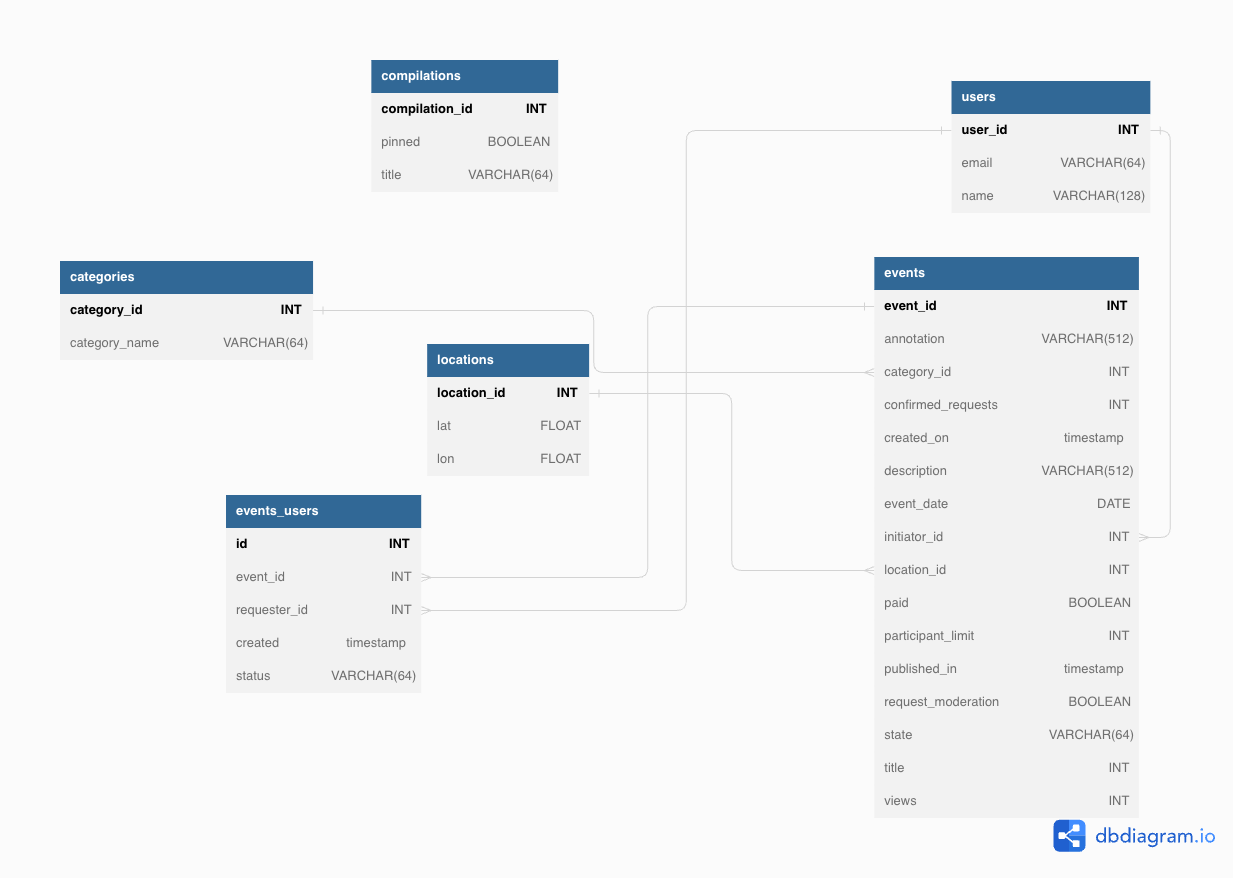 compilations
compilation_id INT
pinned BOOLEAN
title VARCHAR(64)
users
user_id INT
email VARCHAR(64)
name VARCHAR(128)
categories
category_id INT
category_name VARCHAR(64)
locations
location_id INT
lat FLOAT
lon FLOAT
events_users
id INT
event_id INT
requester_id INT
created timestamp
status VARCHAR(64)
events
event_id INT
annotation VARCHAR(512)
category_id INT
confirmed_requests INT
created_on timestamp
description VARCHAR(512)
event_date DATE
initiator_id INT
location_id INT
paid BOOLEAN
participant_limit INT
published_in timestamp
request_moderation BOOLEAN
state VARCHAR(64)
title INT
views INT
dbdiagram.io